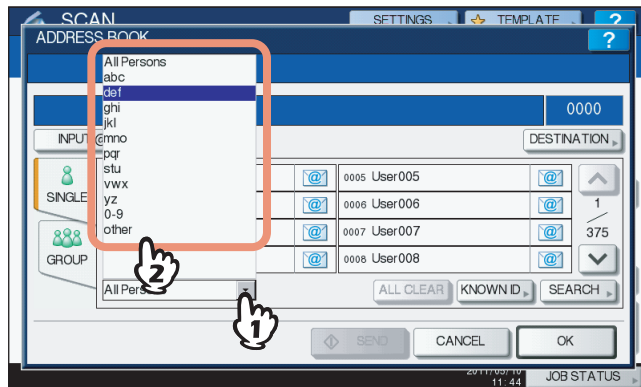 SCAN
SETTINGS
TEMPLATE
?
ADDRESS BOOK
?
All Persons
abc
def
ghi
jkl
mno
pqr
stu
vwx
yz
0-9
other
0000
INPUT @
DESTINATION
SINGLE
GROUP
0005 User005
0006 User006
0007 User007
0008 User008
1
375
2
1
All Pers
ALL CLEAR
KNOWN ID
SEARCH
SEND
CANCEL
OK
11:44
JOB STATUS